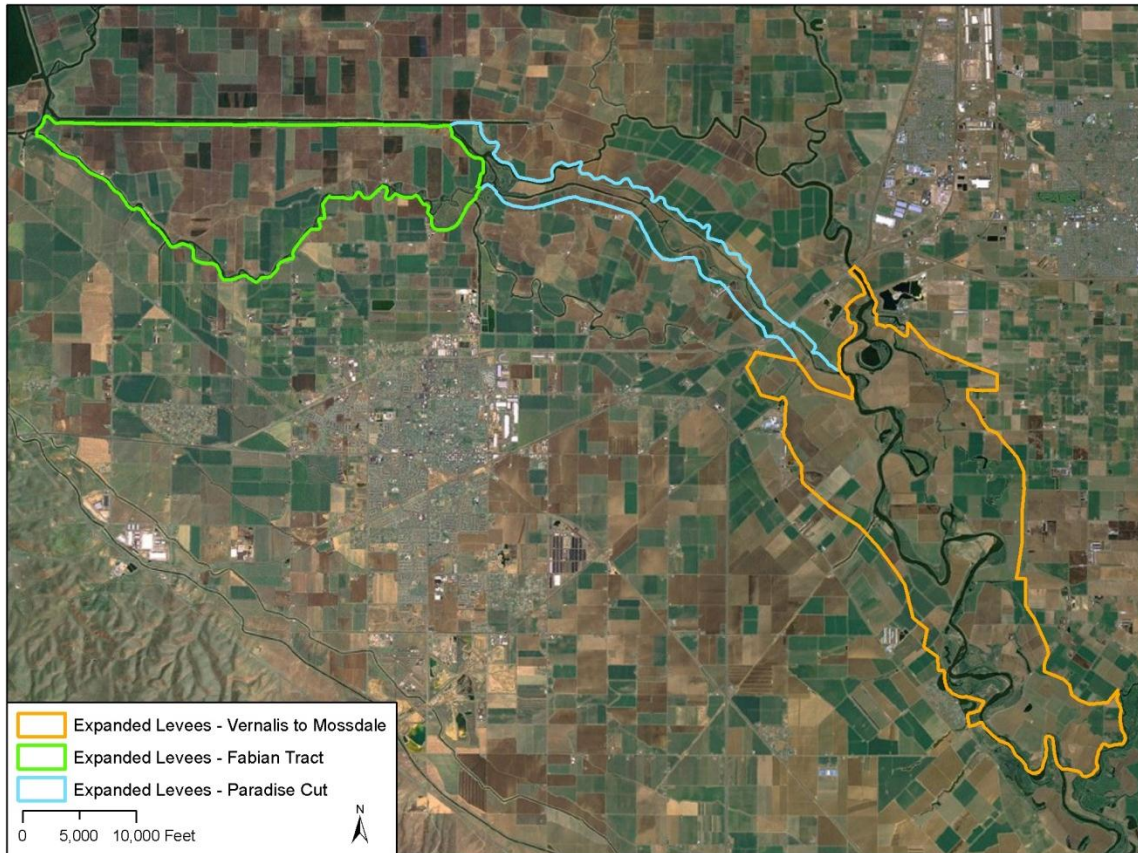 Expanded Levees - Vernalis to Mossdale
Expanded Levees - Fabian Tract
Expanded Levees - Paradise Cut
0 5,000 10,000 Feet
N